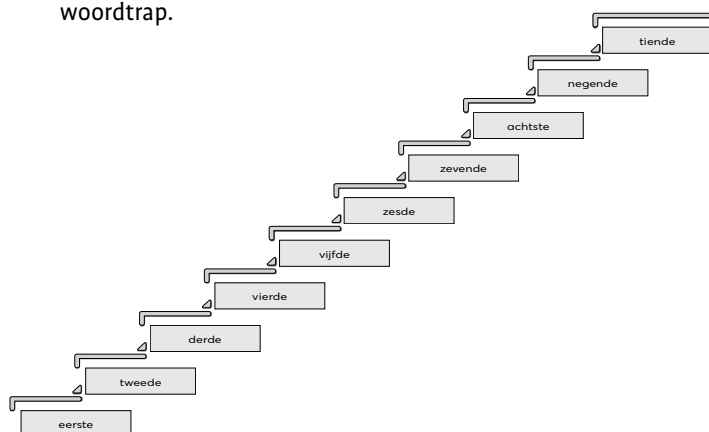 woordtrap.
tiende
negende
achtste
zevende
zesde
vijfde
vierde
derde
tweede
eerste